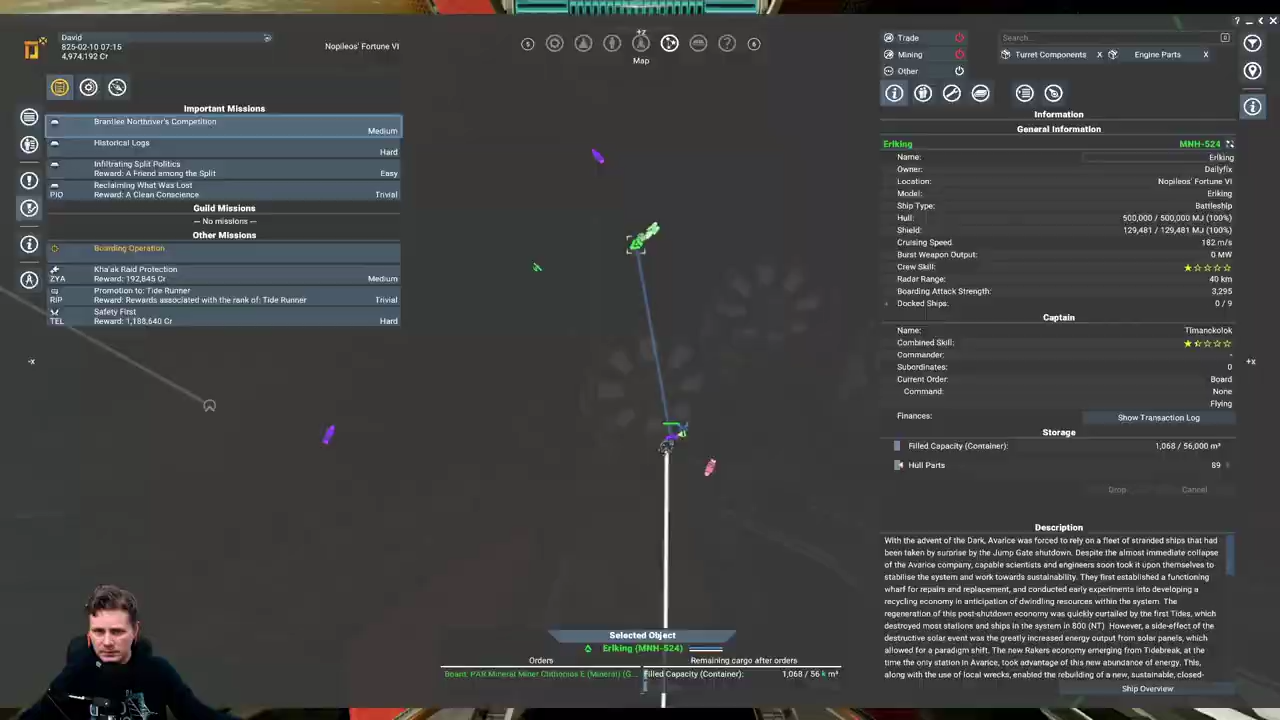 David
825-02-10 07:15
4,974,192 Cr
Nopileos' Fortune VI
+z
Map
Important Missions
Branllee Northriver's Competition
Medium
Historical Logs
Hard
Infiltrating Split Politics
Reward: A Friend among the Split
Easy
Reclaiming What Was Lost
PIO
Reward: A Clean Conscience
Trivial
Guild Missions
— No missions —
Other Missions
Boarding Operation
Kha'ak Raid Protection
ZYA
Reward: 192,845 Cr
Medium
Promotion to: Tide Runner
RIP
Reward: Rewards associated with the rank of: Tide Runner
Trivial
Safety First
TEL
Reward: 1,188,640 Cr
Hard
-x
+x
Selected Object
Erlking (MNH-524)
Orders
Remaining cargo after orders
Filled Capacity (Container):
1,068 / 56
Trade
Mining
Other
Search...
Turret Components X
Engine Parts X
Information
General Information
Erlking
MNH-524
Name: Erlking
Owner: Dailyfix
Location: Nopileos' Fortune VI
Model: Erlking
Ship Type: Battleship
Hull: 500,000 / 500,000 MJ (100%)
Shield: 129,481 / 129,481 MJ (100%)
Cruising Speed: 182 m/s
Burst Weapon Output: 0 MW
Crew Skill:
Radar Range: 40 km
Boarding Attack Strength: 3,295
Docked Ships: 0 / 9
Captain
Name: Timanckolok
Combined Skill:
Commander: -
Subordinates: 0
Current Order: Board
Command: None
Flying
Finances: Show Transaction Log
Storage
Filled Capacity (Container): 1,068 / 56,000 m³
Hull Parts 89
Drop Cancel
Description
With the advent of the Dark, Avarice was forced to rely on a fleet of stranded ships that had
been taken by surprise by the Jump Gate shutdown. Despite the almost immediate collapse
of the Avarice company, capable scientists and engineers soon took it upon themselves to
stabilise the system and work towards sustainability. They first established a functioning
wharf for repairs and replacement, and conducted early experiments into developing a
recycling economy in anticipation of dwindling resources within the system. The
regeneration of this post-shutdown economy was quickly curtailed by the first Tides, which
destroyed most stations and ships in the system in 800 (NT) However, a side-effect of the
destructive solar event was the greatly increased energy output from solar panels, which
allowed for a paradigm shift. The new Rakers economy emerging from Tidebreak, at the
time the only station in Avarice, took advantage of this new abundance of energy. This,
along with the use of local wrecks, enabled the rebuilding of a new, sustainable, closed-
Ship Overview